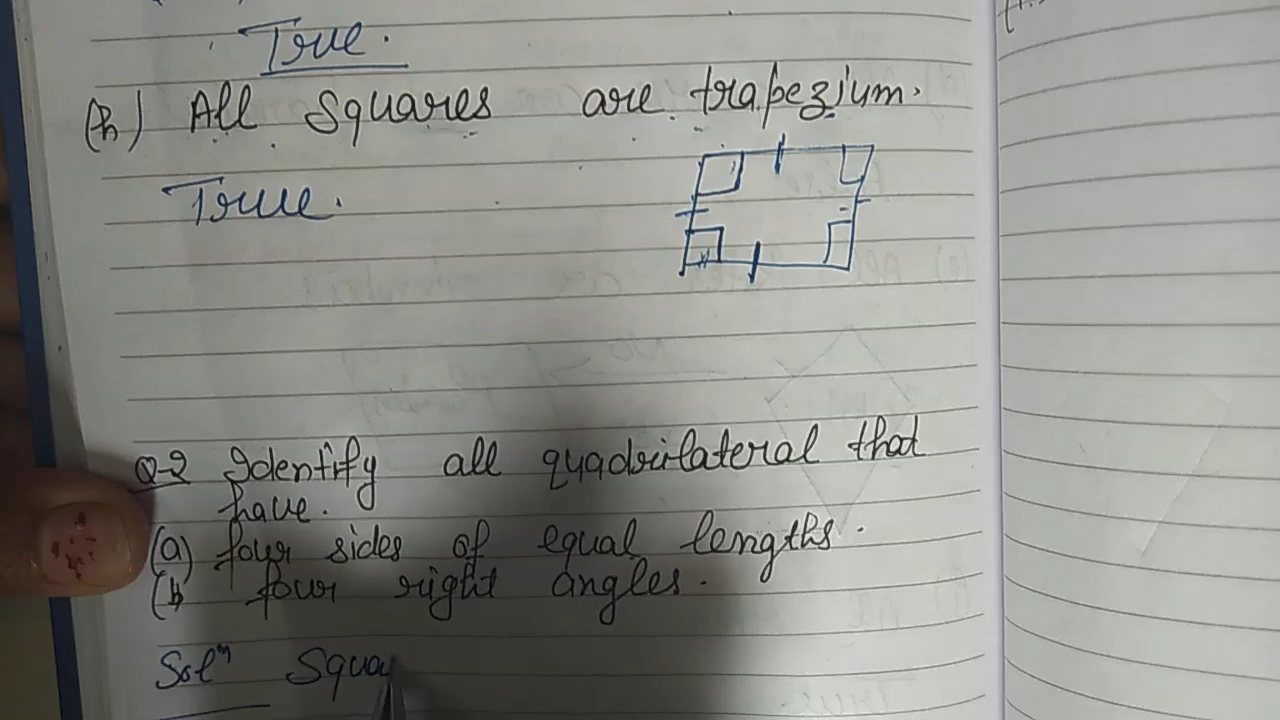 True.
(h) All Squares are trapezium.
True.
Q-2 Identify all quadrilateral that
have.
(a) four sides of equal lengths.
(b four right angles.
Solⁿ Squa